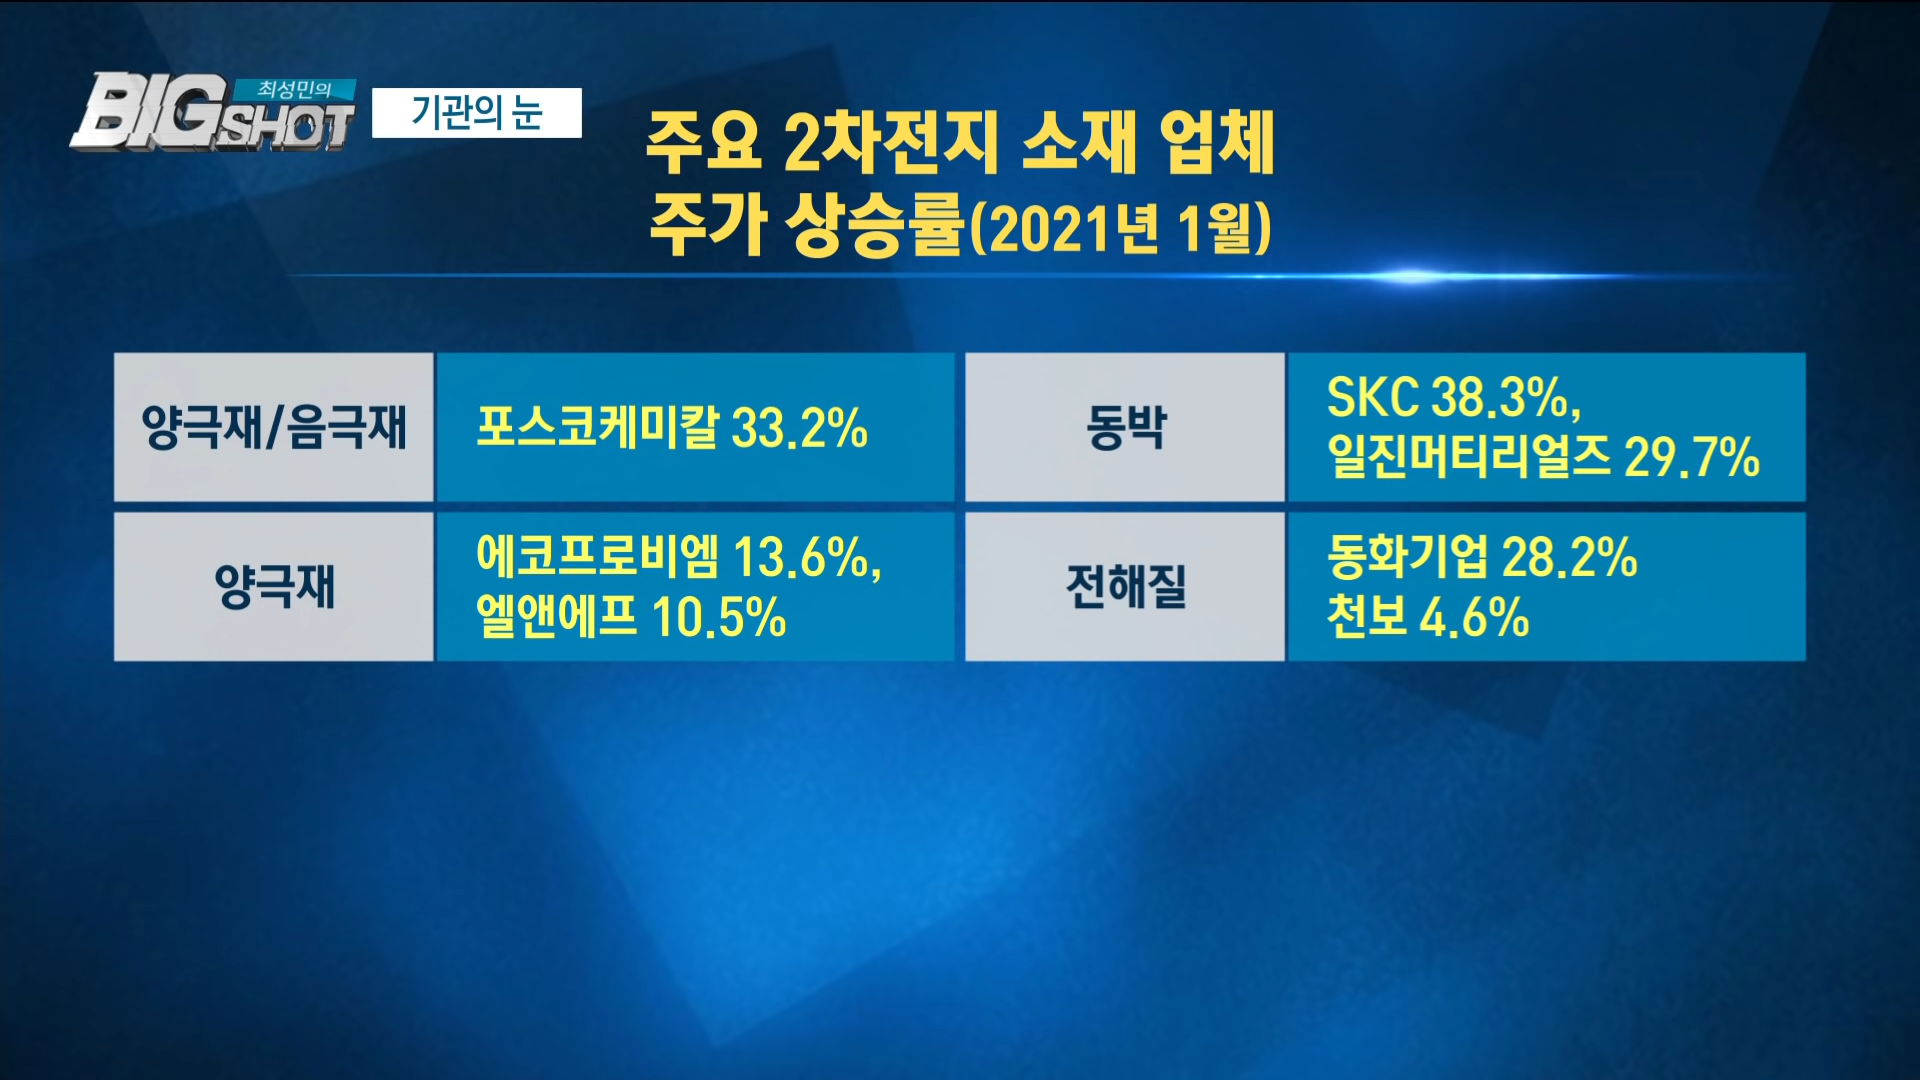 최성민의
BIGSHOT
기관의 눈
주요 2차전지 소재 업체
주가 상승률(2021년 1월)
양극재/음극재
포스코케미칼 33.2%
동박
SKC 38.3%,
일진머티리얼즈 29.7%
양극재
에코프로비엠 13.6%,
엘앤에프 10.5%
전해질
동화기업 28.2%
천보 4.6%